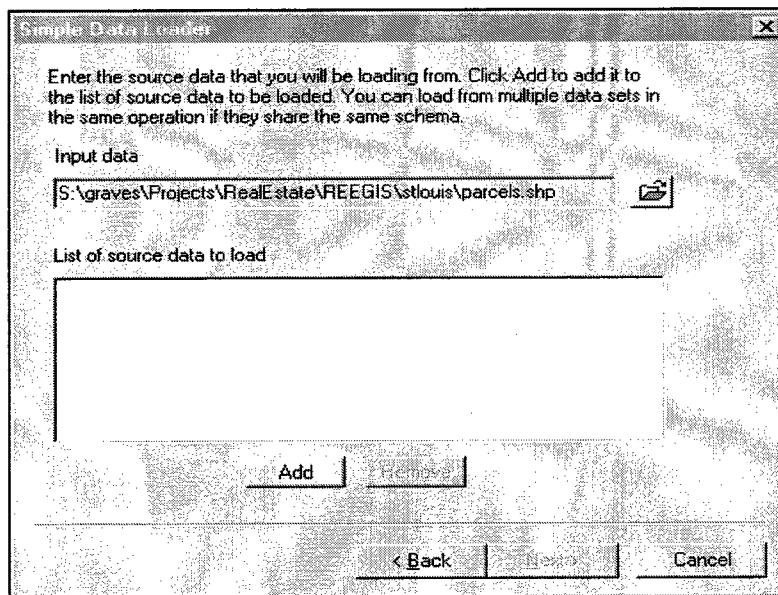 Simple Data Loader
Enter the source data that you will be loading from. Click Add to add it to
the list of source data to be loaded. You can load from multiple data sets in
the same operation if they share the same schema.
Input data
S:\graves\Projects\RealEstate\REEGIS\stlouis\parcels.shp
List of source data to load
Add
Remove
< Back
Next >
Cancel